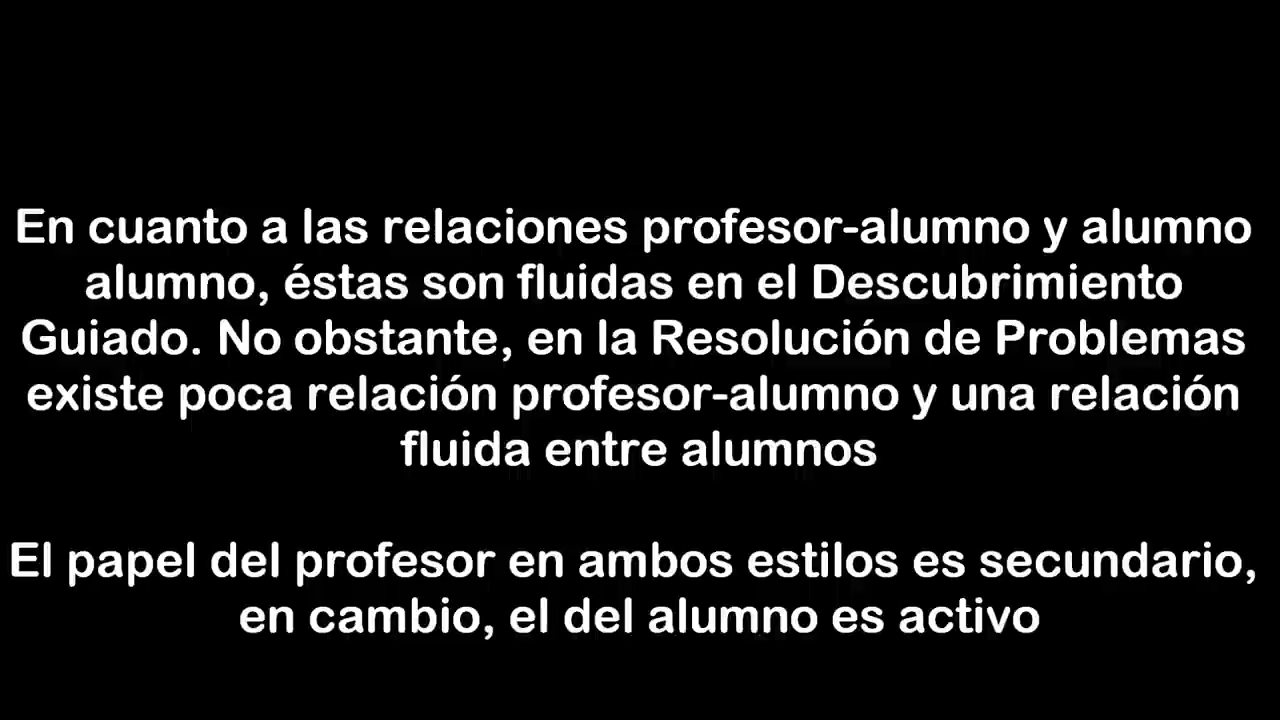 En cuanto a las relaciones profesor-alumno y alumno
alumno, éstas son fluidas en el Descubrimiento
Guiado. No obstante, en la Resolución de Problemas
existe poca relación profesor-alumno y una relación
fluida entre alumnos
El papel del profesor en ambos estilos es secundario,
en cambio, el del alumno es activo